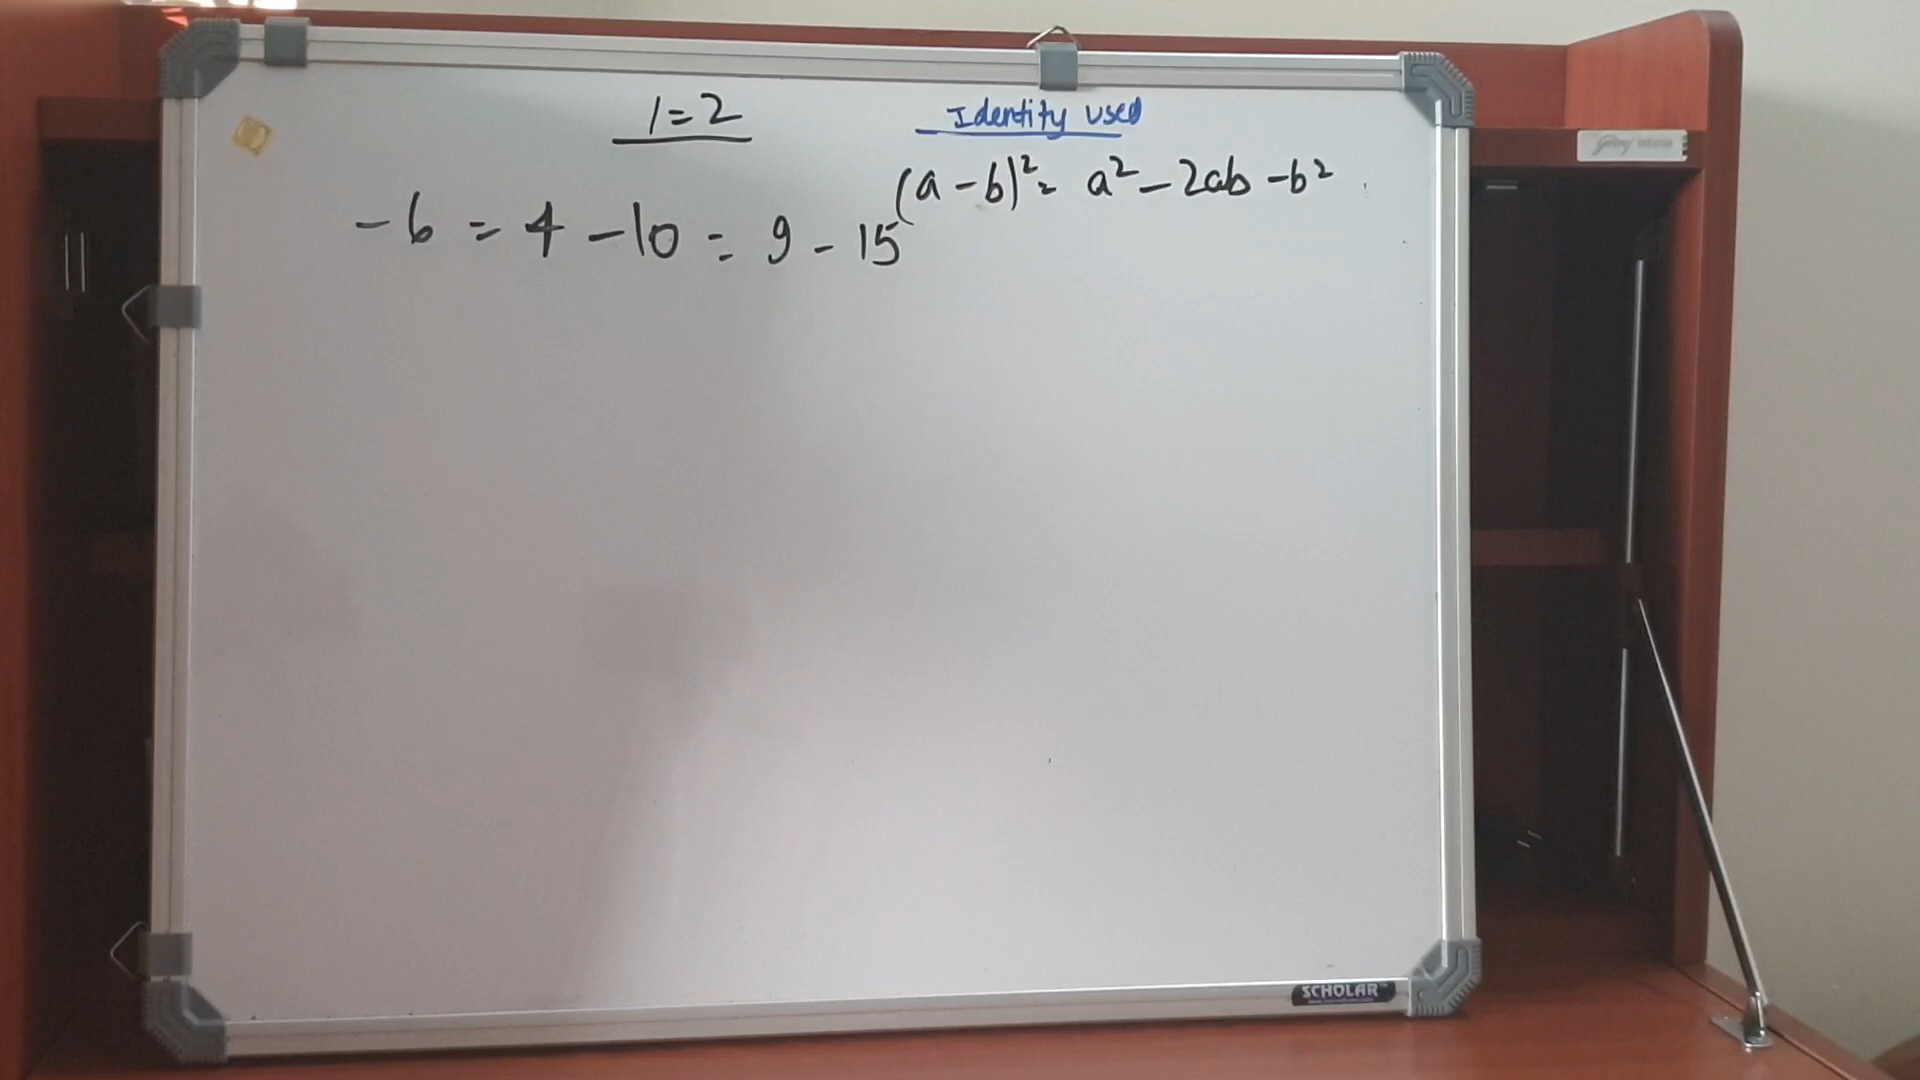 1 = 2
Identity used
(a - b)² = a² - 2ab - b²
- 6 = 4 - 10 = 9 - 15
SCHOLAR